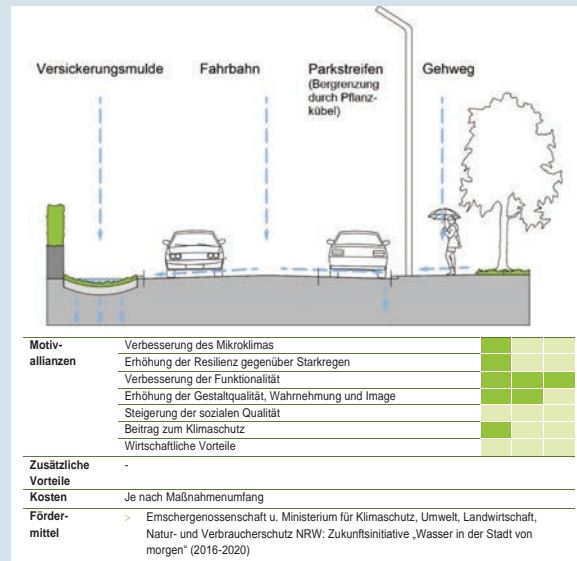 Versickerungsmulde Fahrbahn Parkstreifen Gehweg
(Bergrenzung
durch Pflanz-
kübel)
Motiv-
allianzen
Verbesserung des Mikroklimas
Erhöhung der Resilienz gegenüber Starkregen
Verbesserung der Funktionalität
Erhöhung der Gestaltqualität, Wahrnehmung und Image
Steigerung der sozialen Qualität
Beitrag zum Klimaschutz
Wirtschaftliche Vorteile
Zusätzliche
Vorteile
-
Kosten Je nach Maßnahmenumfang
Förder-
mittel
> Emschergenossenschaft u. Ministerium für Klimaschutz, Umwelt, Landwirtschaft,
Natur- und Verbraucherschutz NRW: Zukunftsinitiative „Wasser in der Stadt von
morgen“ (2016-2020)